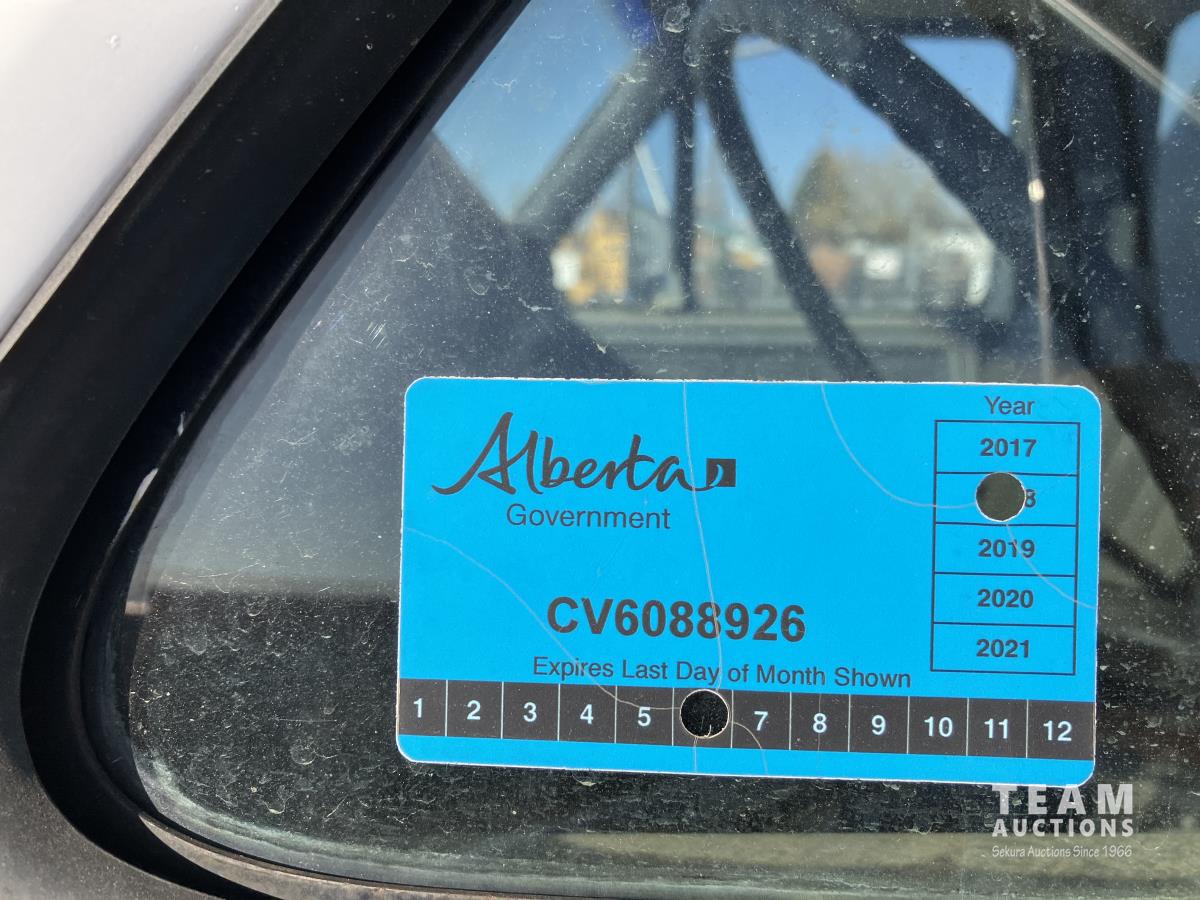 Alberta
Government
Year
2017
8
2019
2020
2021
CV6088926
Expires Last Day of Month Shown
1 2 3 4 5 7 8 9 10 11 12
TEAM
AUCTIONS
Sekura Auctions Since 1966